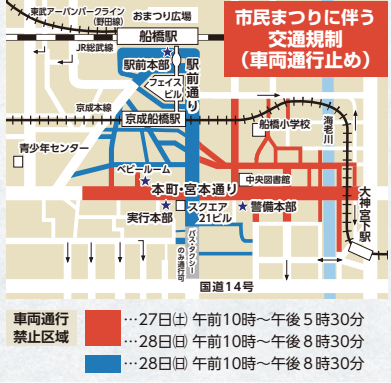 市民まつりに伴う
交通規制
(車両通行止め)
東武アーバンパークライン
(野田線)
おまつり広場
船橋駅
JR総武線
駅前本部
駅前通り
フェイス
ビル
京成本線
京成船橋駅
船橋小学校
海老川
青少年センター
ベビールーム
本町・宮本通り
中央図書館
大神宮下駅
実行本部
スクエア
21ビル
警備本部
バス・タクシー
のみ通行可
国道14号
車両通行
禁止区域
…27日㈯ 午前10時~午後5時30分
…28日㈰ 午前10時~午後8時30分
…28日㈰ 午前10時~午後8時30分